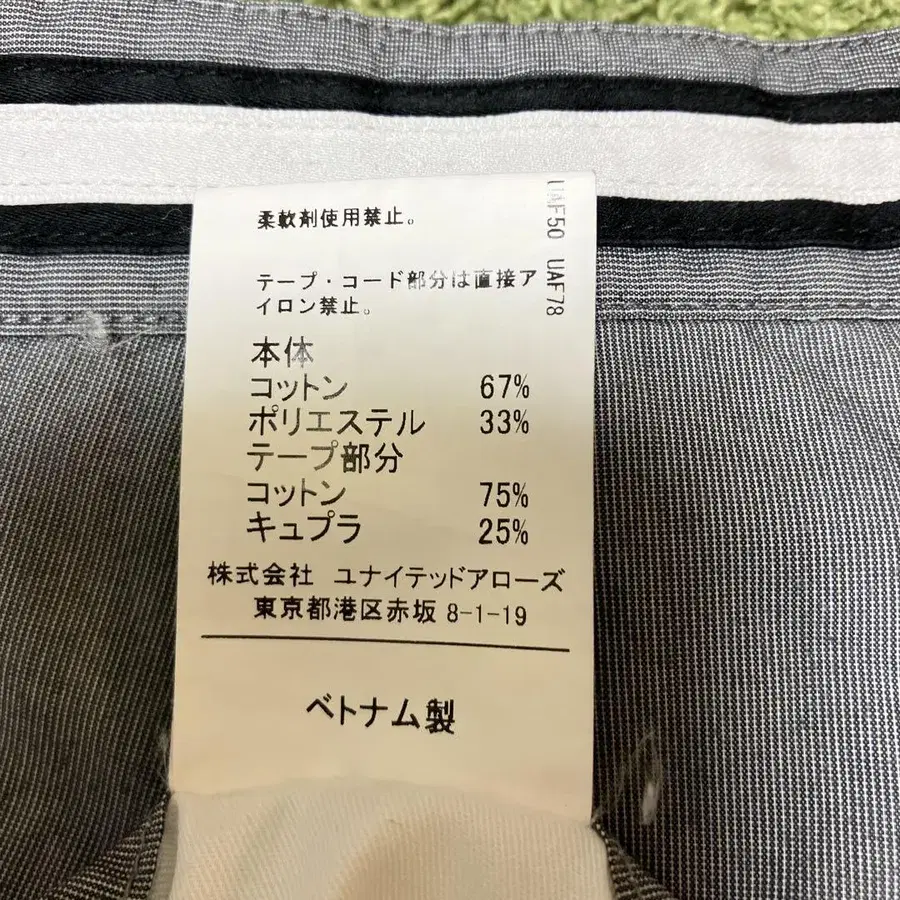 柔軟剤使用禁止。
テープ・コード部分は直接ア
イロン禁止。
本体
コットン 67%
ポリエステル 33%
テープ部分
コットン 75%
キュプラ 25%
株式会社 ユナイテッドアローズ
東京都港区赤坂 8-1-19
ベトナム製
UAF50 UAF78